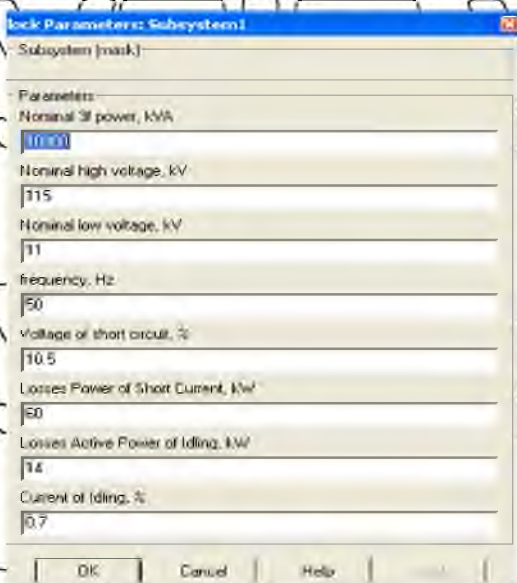 lock Parameters: Subsystem1
Subsystem (mask)
Parameters
Nominal 3f power, kVA
10000
Nominal high voltage, kV
115
Nominal low voltage, kV
11
frequency, Hz
50
Voltage of short circuit, %
10.5
Losses Power of Short Current, kW
60
Losses Active Power of Idling, kW
14
Current of Idling, %
0.7
OK Cancel Help